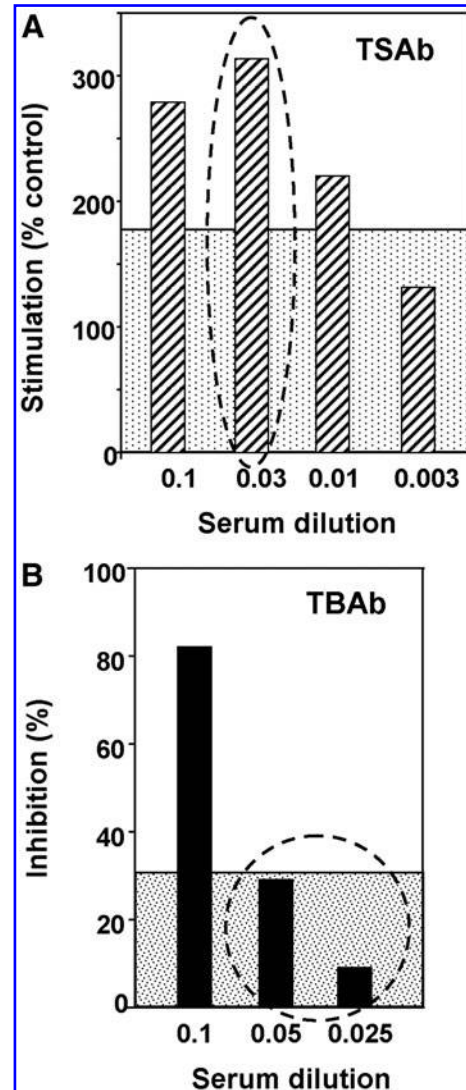 A
TSAb
Stimulation (% control)
300
200
100
0
0.1 0.03 0.01 0.003
Serum dilution
B
TBAb
Inhibition (%)
100
80
60
40
20
0
0.1 0.05 0.025
Serum dilution